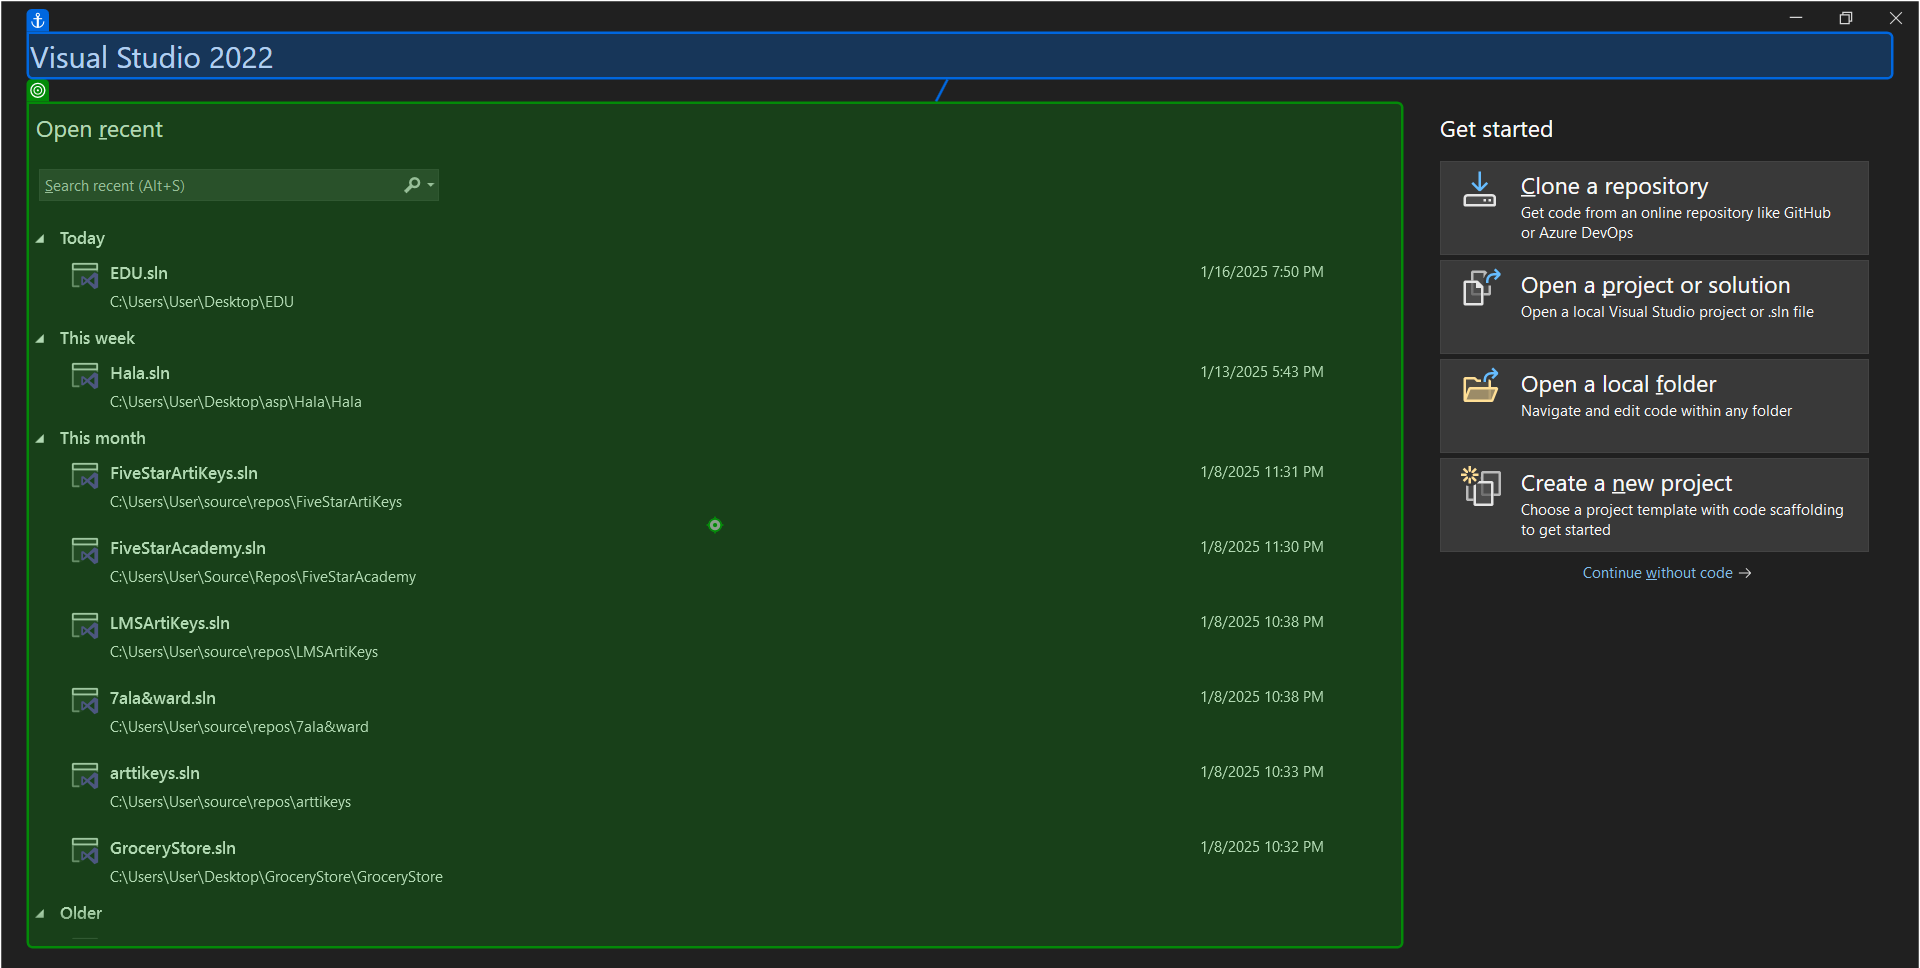 Visual Studio 2022
Open recent
Search recent (Alt+S)
Today
EDU.sln
1/16/2025 7:50 PM
C:\Users\User\Desktop\EDU
This week
Hala.sln
1/13/2025 5:43 PM
C:\Users\User\Desktop\asp\Hala\Hala
This month
FiveStarArtiKeys.sln
1/8/2025 11:31 PM
C:\Users\User\source\repos\FiveStarArtiKeys
FiveStarAcademy.sln
1/8/2025 11:30 PM
C:\Users\User\Source\Repos\FiveStarAcademy
LMSArtiKeys.sln
1/8/2025 10:38 PM
C:\Users\User\source\repos\LMSArtiKeys
7ala&ward.sln
1/8/2025 10:38 PM
C:\Users\User\source\repos\7ala&ward
arttikeys.sln
1/8/2025 10:33 PM
C:\Users\User\source\repos\arttikeys
GroceryStore.sln
1/8/2025 10:32 PM
C:\Users\User\Desktop\GroceryStore\GroceryStore
Older
Get started
Clone a repository
Get code from an online repository like GitHub
or Azure DevOps
Open a project or solution
Open a local Visual Studio project or .sln file
Open a local folder
Navigate and edit code within any folder
Create a new project
Choose a project template with code scaffolding
to get started
Continue without code →